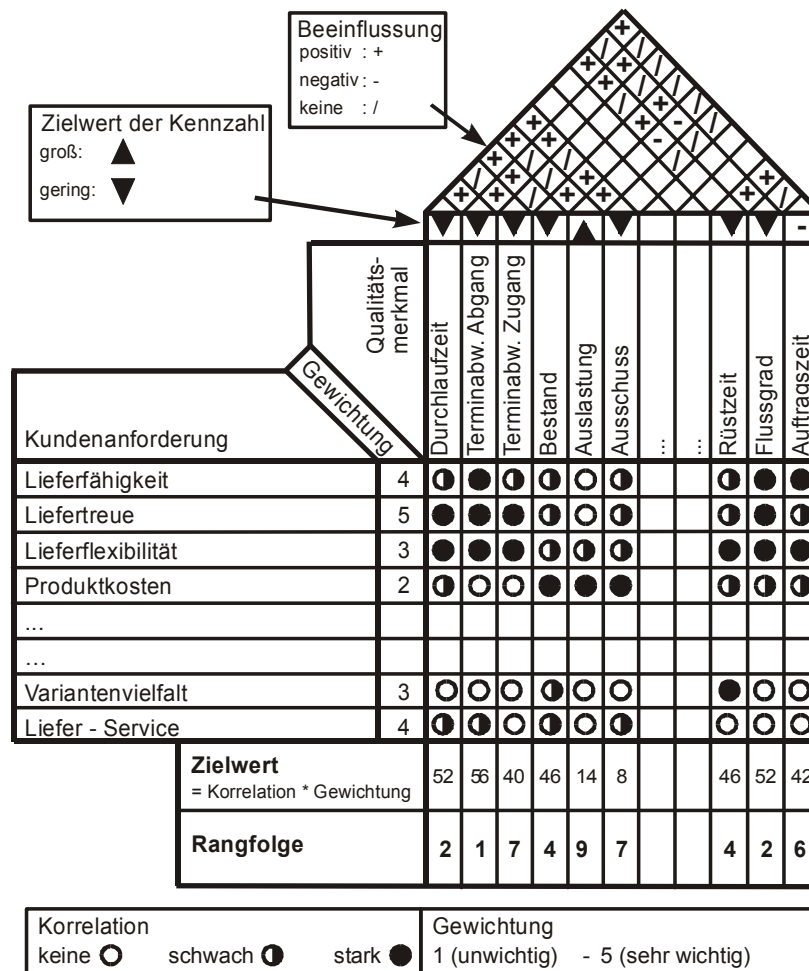 Beeinflussung
positiv : +
negativ : -
keine : /
Zielwert der Kennzahl
groß:
gering:
-
Qualitäts-
merkmal
Gewichtung
Kundenanforderung
Durchlaufzeit
Terminabw. Abgang
Terminabw. Zugang
Bestand
Auslastung
Ausschuss
...
...
Rüstzeit
Flussgrad
Auftragszeit
Lieferfähigkeit 4
Liefertreue 5
Lieferflexibilität 3
Produktkosten 2
...
...
Variantenvielfalt 3
Liefer - Service 4
Zielwert 52 56 40 46 14 8 46 52 42
= Korrelation * Gewichtung
Rangfolge 2 1 7 4 9 7 4 2 6
Korrelation
keine schwach stark
Gewichtung
1 (unwichtig) - 5 (sehr wichtig)